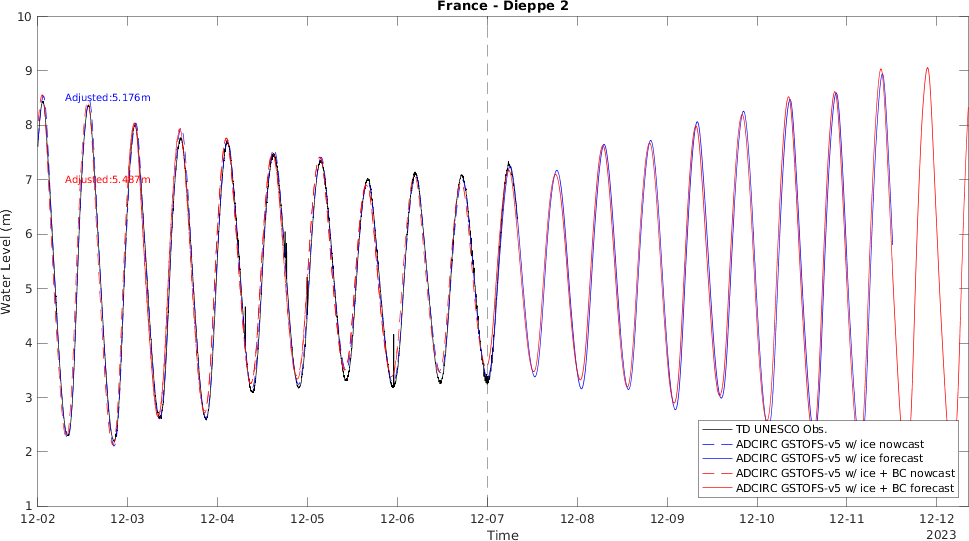 France - Dieppe 2
Water Level (m)
10
9
8
7
6
5
4
3
2
1
Adjusted:5.176m
Adjusted:5.487m
TD UNESCO Obs.
ADCIRC GSTOFS-v5 w/ ice nowcast
ADCIRC GSTOFS-v5 w/ ice forecast
ADCIRC GSTOFS-v5 w/ ice + BC nowcast
ADCIRC GSTOFS-v5 w/ ice + BC forecast
12-02 12-03 12-04 12-05 12-06 12-07 12-08 12-09 12-10 12-11 12-12
Time
2023